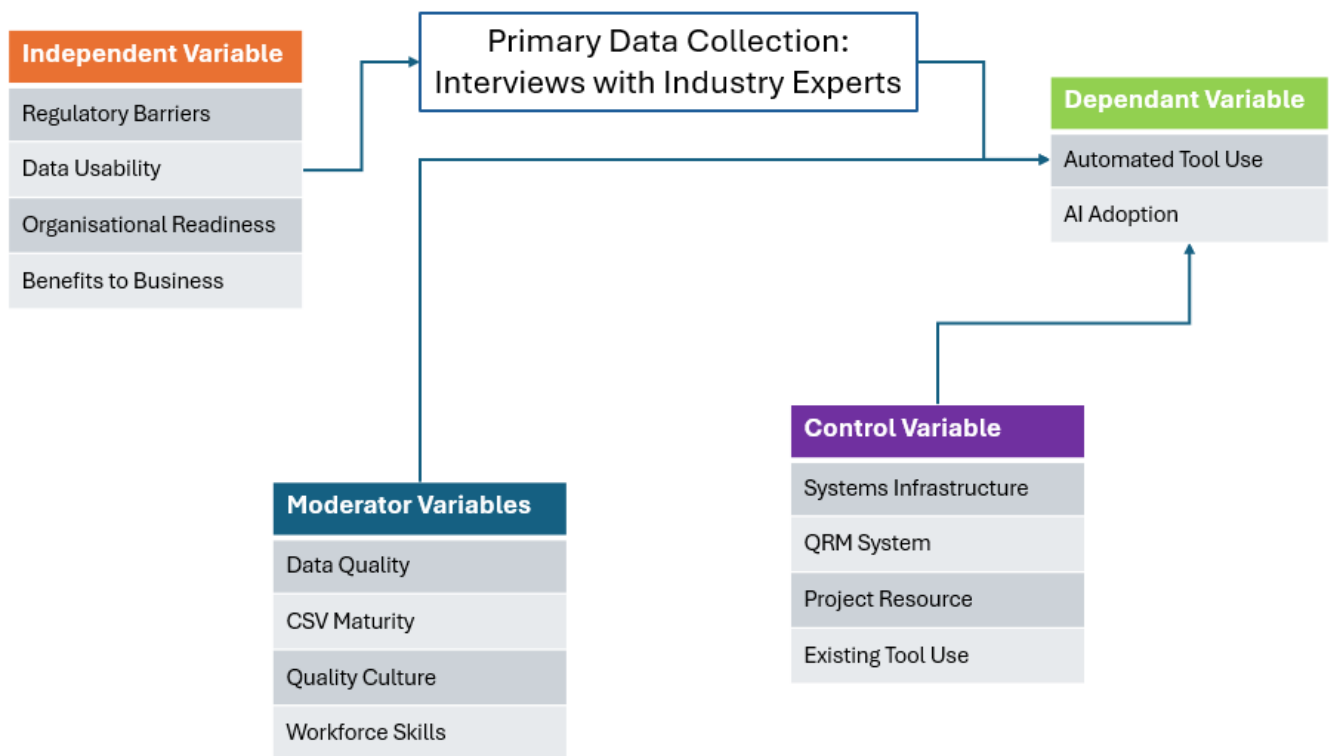 Independent Variable
Regulatory Barriers
Data Usability
Organisational Readiness
Benefits to Business
Primary Data Collection:
Interviews with Industry Experts
Dependant Variable
Automated Tool Use
AI Adoption
Moderator Variables
Data Quality
CSV Maturity
Quality Culture
Workforce Skills
Control Variable
Systems Infrastructure
QRM System
Project Resource
Existing Tool Use